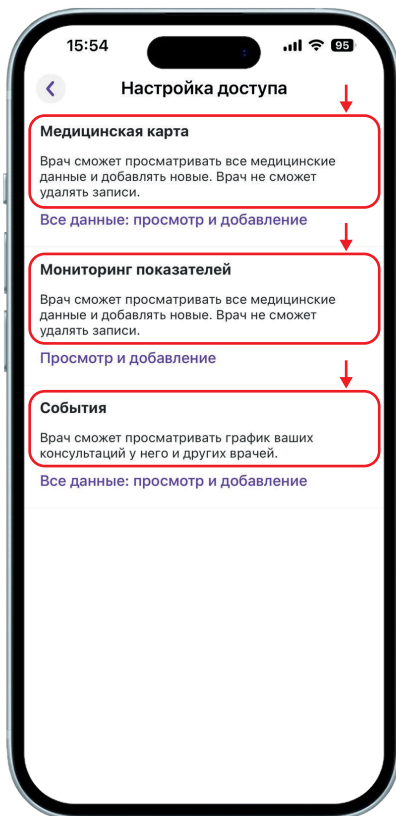 15:54
95
Настройка доступа
Медицинская карта
Врач сможет просматривать все медицинские
данные и добавлять новые. Врач не сможет
удалять записи.
Все данные: просмотр и добавление
Мониторинг показателей
Врач сможет просматривать все медицинские
данные и добавлять новые. Врач не сможет
удалять записи.
Просмотр и добавление
События
Врач сможет просматривать график ваших
консультаций у него и других врачей.
Все данные: просмотр и добавление